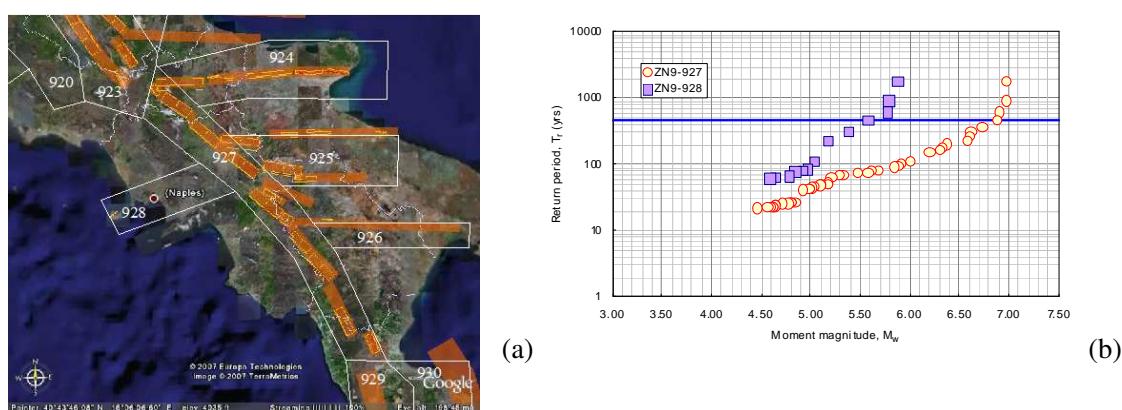 924
920
923
927
925
(Naples)
928
926
© 2007 Europa Technologies
Image © 2007 TerraMetrics
929
930
Google
N
W
E
S
Streaming |||||||||| 100%
(a)
10000
1000
100
10
1
Return period, Tr (yrs)
ZN9-927
ZN9-928
3.00 3.50 4.00 4.50 5.00 5.50 6.00 6.50 7.00 7.50
Moment magnitude, Mw
(b)